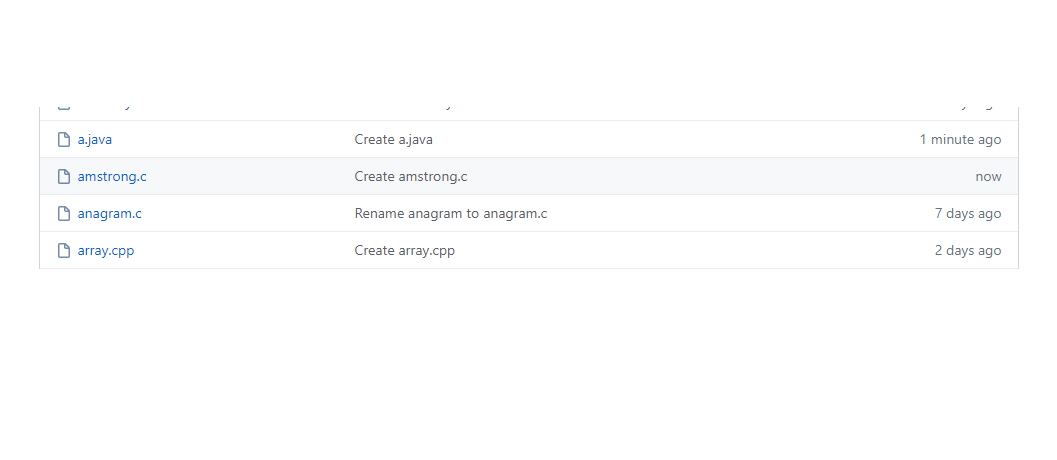 a.java Create a.java 1 minute ago
amstrong.c Create amstrong.c now
anagram.c Rename anagram to anagram.c 7 days ago
array.cpp Create array.cpp 2 days ago